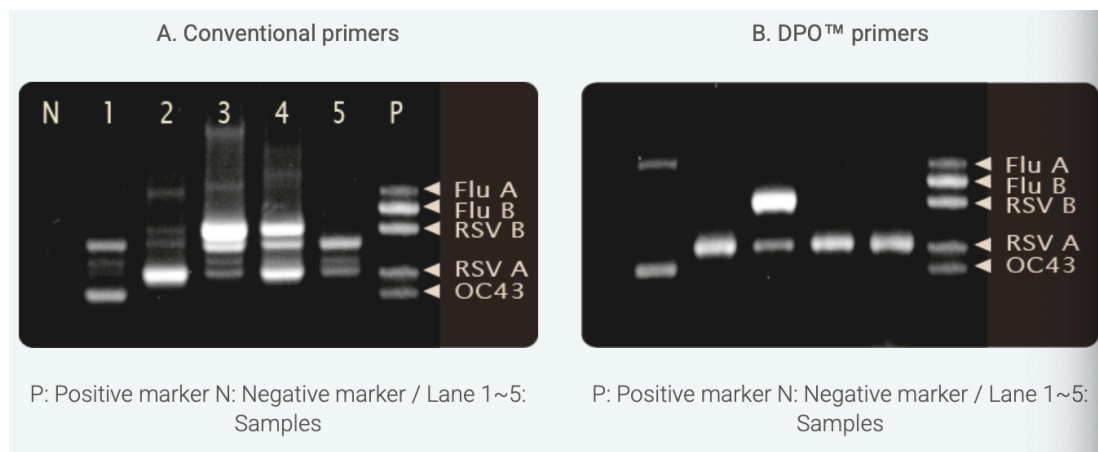 A. Conventional primers
N 1 2 3 4 5 P
Flu A
Flu B
RSV B
RSV A
OC43
P: Positive marker N: Negative marker / Lane 1~5:
Samples
B. DPO™ primers
Flu A
Flu B
RSV B
RSV A
OC43
P: Positive marker N: Negative marker / Lane 1~5:
Samples